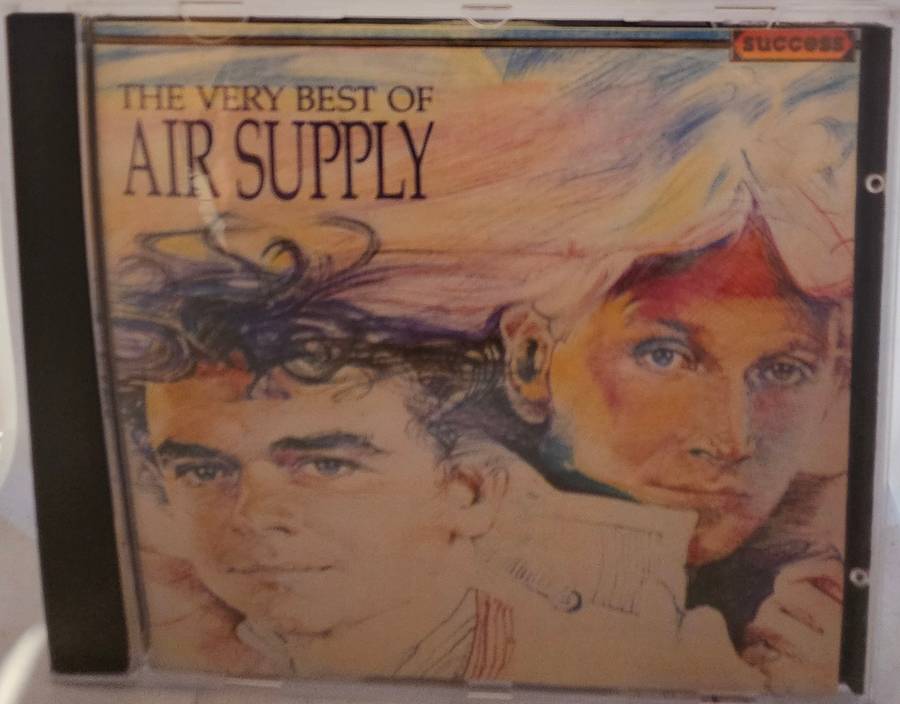 success
THE VERY BEST OF
AIR SUPPLY